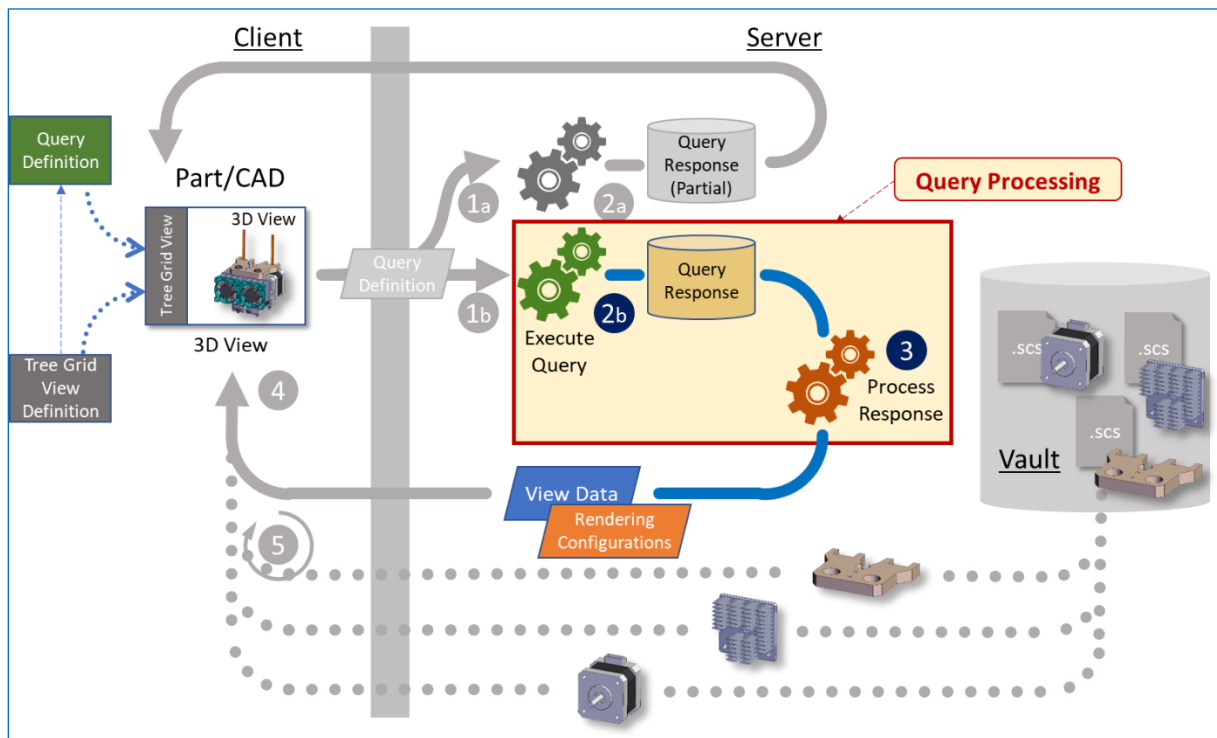 Client
Server
Query
Definition
Part/CAD
3D View
Tree Grid View
3D View
Tree Grid
View
Definition
Query
Definition
1a
1b
2a
Query
Response
(Partial)
Query Processing
Execute
Query
2b
Query
Response
3
Process
Response
4
View Data
Rendering
Configurations
5
.scs
.scs
.scs
Vault